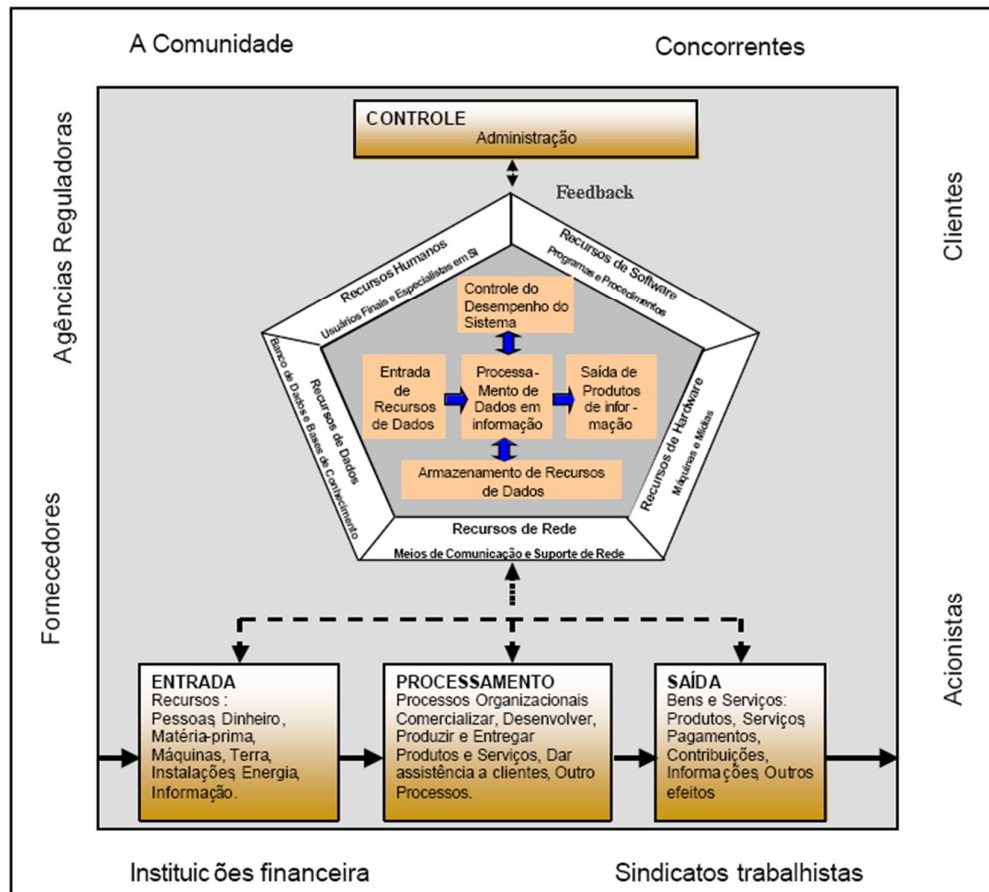 A Comunidade
Concorrentes
Agências Reguladoras
Fornecedores
Clientes
Acionistas
CONTROLE
Administração
Feedback
Recursos Humanos
Usuários Finais e Especialistas em SI
Recursos de Software
Programas e Procedimentos
Recursos de Dados
Banco de Dados e Bases de Conhecimento
Recursos de Hardware
Máquinas e Mídias
Controle do
Desempenho do
Sistema
Entrada
de
Recursos
de Dados
Processa-
Mento de
Dados em
informação
Saída de
Produtos
de infor-
mação
Armazenamento de Recursos
de Dados
Recursos de Rede
Meios de Comunicação e Suporte de Rede
ENTRADA
Recursos :
Pessoas, Dinheiro,
Matéria-prima,
Máquinas, Terra,
Instalações, Energia,
Informação.
PROCESSAMENTO
Processos Organizacionais
Comercializar, Desenvolver,
Produzir e Entregar
Produtos e Serviços, Dar
assistência a clientes, Outro
Processos.
SAÍDA
Bens e Serviços:
Produtos, Serviços,
Pagamentos,
Contribuições,
Informações, Outros
efeitos
Instituic ões financeira
Sindicatos trabalhistas